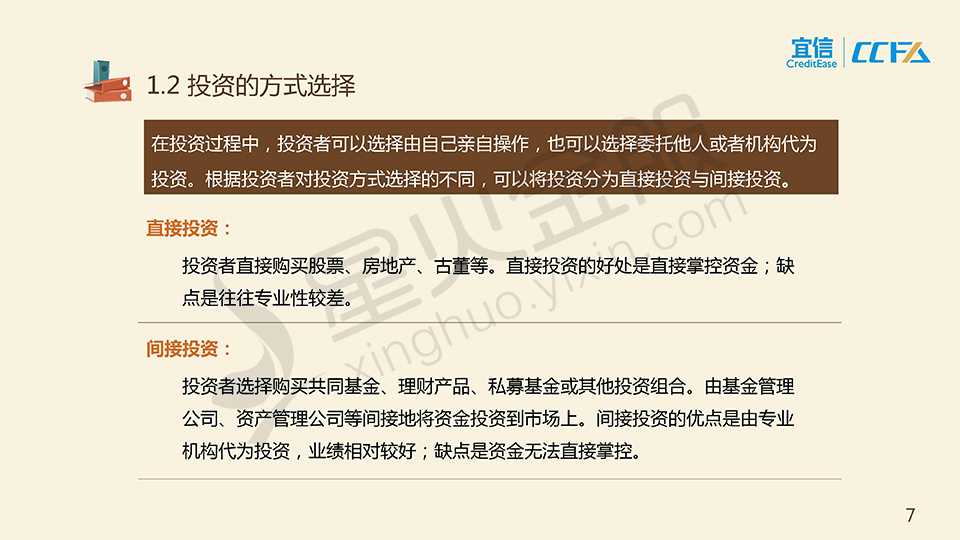 宜信
CreditEase
CCFA
1.2 投资的方式选择
在投资过程中，投资者可以选择由自己亲自操作，也可以选择委托他人或者机构代为
投资。根据投资者对投资方式选择的不同，可以将投资分为直接投资与间接投资。
直接投资：
投资者直接购买股票、房地产、古董等。直接投资的好处是直接掌控资金；缺
点是往往专业性较差。
间接投资：
投资者选择购买共同基金、理财产品、私募基金或其他投资组合。由基金管理
公司、资产管理公司等间接地将资金投资到市场上。间接投资的优点是由专业
机构代为投资，业绩相对较好；缺点是资金无法直接掌控。
星火金服
xinghuo.yixin.com
7